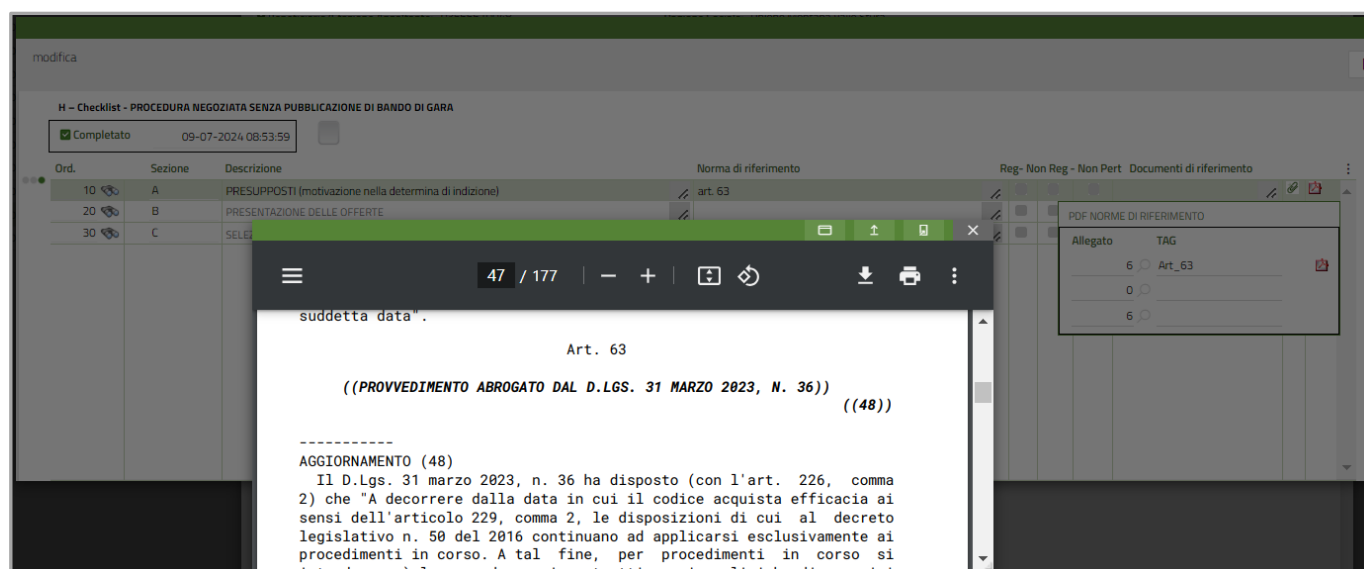 modifica
H – Checklist - PROCEDURA NEGOZIATA SENZA PUBBLICAZIONE DI BANDO DI GARA
Completato 09-07-2024 08:53:59
Ord. Sezione Descrizione Norma di riferimento Reg- Non Reg - Non Pert Documenti di riferimento
10 A PRESUPPOSTI (motivazione nella determina di indizione) art. 63
20 B PRESENTAZIONE DELLE OFFERTE
30 C
PDF NORME DI RIFERIMENTO
Allegato TAG
6 Art_63
0
6
47 / 177
suddetta data".
Art. 63
((PROVVEDIMENTO ABROGATO DAL D.LGS. 31 MARZO 2023, N. 36))
((48))
-----------
AGGIORNAMENTO (48)
Il D.Lgs. 31 marzo 2023, n. 36 ha disposto (con l'art. 226, comma
2) che "A decorrere dalla data in cui il codice acquista efficacia ai
sensi dell'articolo 229, comma 2, le disposizioni di cui al decreto
legislativo n. 50 del 2016 continuano ad applicarsi esclusivamente ai
procedimenti in corso. A tal fine, per procedimenti in corso si